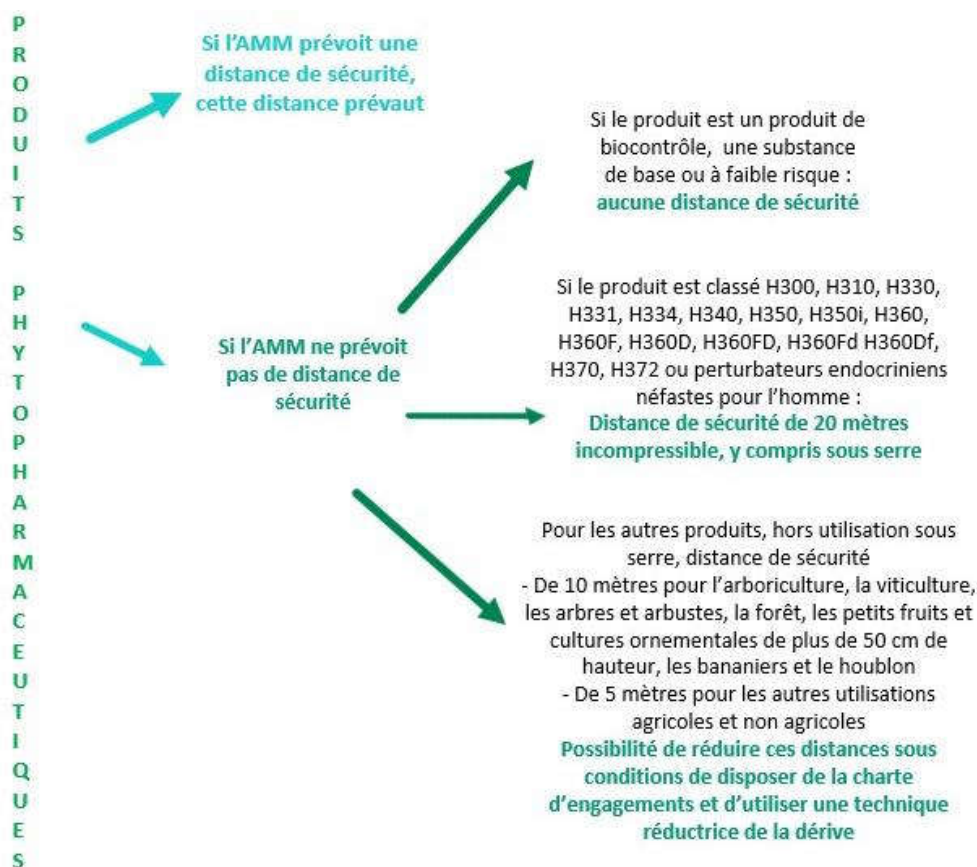 PRODUITS PHYTOPHARMACEUTIQUES
Si l'AMM prévoit une
distance de sécurité,
cette distance prévaut
Si l'AMM ne prévoit
pas de distance de
sécurité
Si le produit est un produit de
biocontrôle, une substance
de base ou à faible risque :
aucune distance de sécurité
Si le produit est classé H300, H310, H330,
H331, H334, H340, H350, H350i, H360,
H360F, H360D, H360FD, H360Fd H360Df,
H370, H372 ou perturbateurs endocriniens
néfastes pour l'homme :
Distance de sécurité de 20 mètres
incompressible, y compris sous serre
Pour les autres produits, hors utilisation sous
serre, distance de sécurité
- De 10 mètres pour l'arboriculture, la viticulture,
les arbres et arbustes, la forêt, les petits fruits et
cultures ornementales de plus de 50 cm de
hauteur, les bananiers et le houblon
- De 5 mètres pour les autres utilisations
agricoles et non agricoles
Possibilité de réduire ces distances sous
conditions de disposer de la charte
d'engagements et d'utiliser une technique
réductrice de la dérive